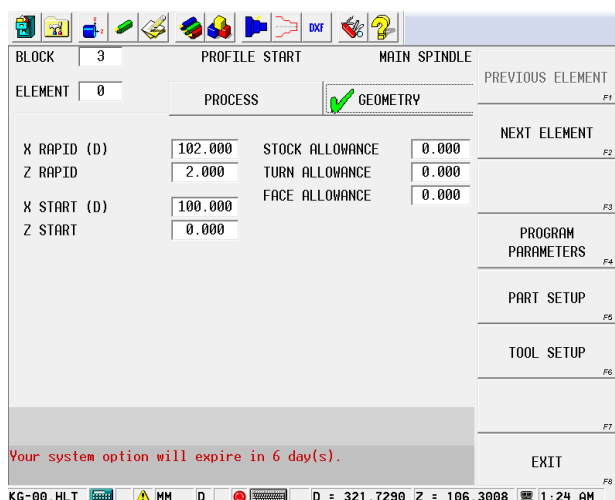 DXF
BLOCK 3 PROFILE START MAIN SPINDLE
ELEMENT 0
PROCESS GEOMETRY
X RAPID (D) 102.000 STOCK ALLOWANCE 0.000
Z RAPID 2.000 TURN ALLOWANCE 0.000
FACE ALLOWANCE 0.000
X START (D) 100.000
Z START 0.000
PREVIOUS ELEMENT
F1
NEXT ELEMENT
F2
F3
PROGRAM
PARAMETERS
F4
PART SETUP
F5
TOOL SETUP
F6
F7
EXIT
F8
Your system option will expire in 6 day(s).
KG-00.HLT MM D D = 321.7290 Z = 106.3008 1:24 AM